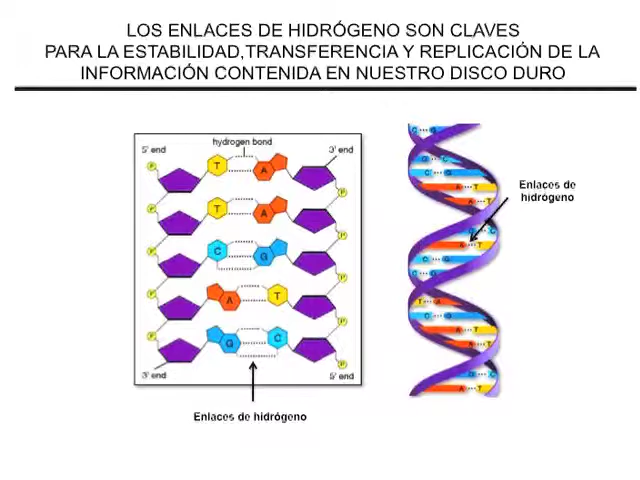 LOS ENLACES DE HIDRÓGENO SON CLAVES
PARA LA ESTABILIDAD,TRANSFERENCIA Y REPLICACIÓN DE LA
INFORMACIÓN CONTENIDA EN NUESTRO DISCO DURO
hydrogen bond
5' end
3' end
P
T
A
P
P
T
A
P
P
C
G
P
P
A
T
P
P
G
C
P
3' end
5' end
Enlaces de hidrógeno
C G
G C
C G
A T
A T
Enlaces de
hidrógeno
G C
A T
C G
C G
T A
C G
A T
A T
G C
A T